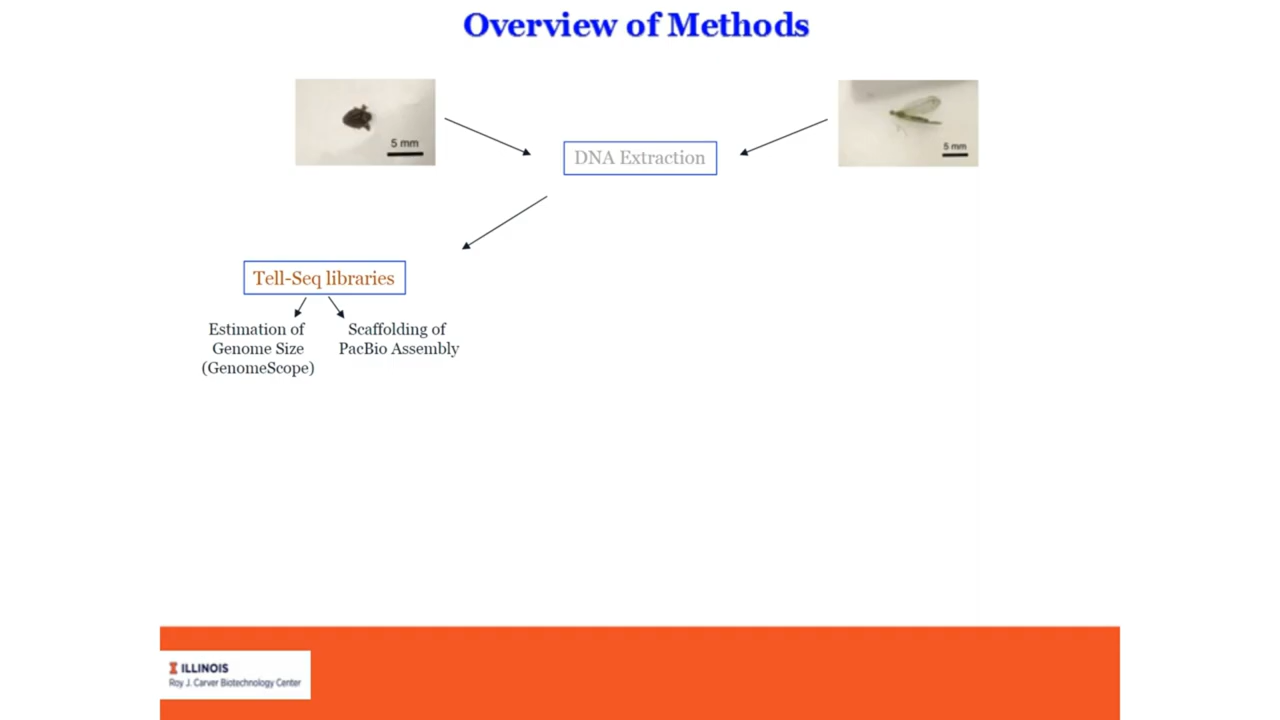 Overview of Methods
5 mm
5 mm
DNA Extraction
Tell-Seq libraries
Estimation of
Genome Size
(GenomeScope)
Scaffolding of
PacBio Assembly
ILLINOIS
Roy J. Carver Biotechnology Center